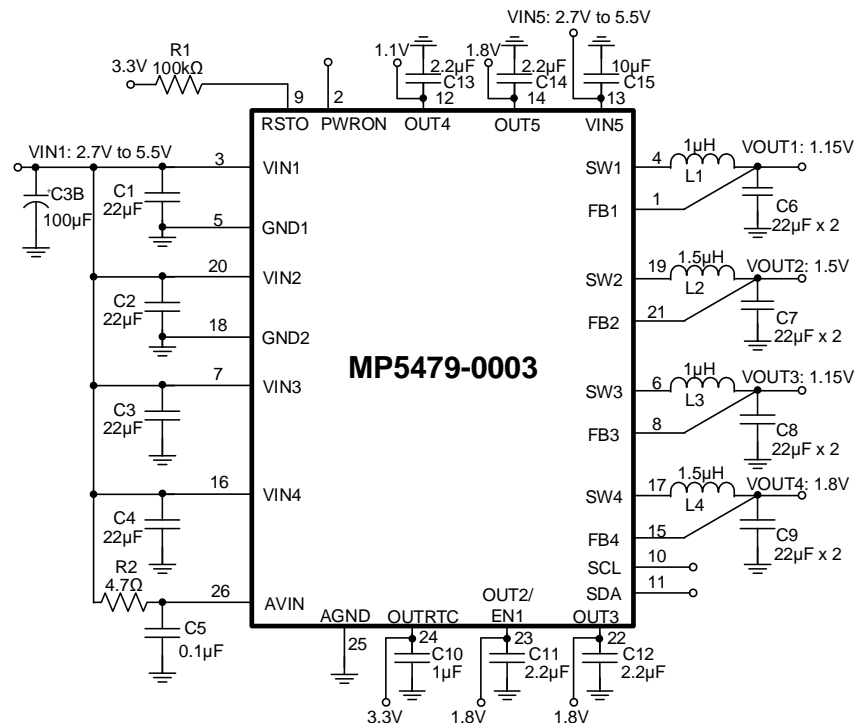 VIN5: 2.7V to 5.5V
R1
100kΩ
3.3V
1.1V
2.2µF
C13
1.8V
2.2µF
C14
10µF
C15
9
2
12
14
13
RSTO
PWRON
OUT4
OUT5
VIN5
VIN1: 2.7V to 5.5V
3
VIN1
SW1
4
1µH
L1
VOUT1: 1.15V
+
C3B
100µF
C1
22µF
5
GND1
FB1
1
C6
22µF x 2
20
VIN2
SW2
19
1.5µH
L2
VOUT2: 1.5V
C2
22µF
18
GND2
FB2
21
C7
22µF x 2
MP5479-0003
7
VIN3
SW3
6
1µH
L3
VOUT3: 1.15V
C3
22µF
FB3
8
C8
22µF x 2
16
VIN4
SW4
17
1.5µH
L4
VOUT4: 1.8V
C4
22µF
FB4
15
C9
22µF x 2
SCL
10
R2
4.7Ω
26
AVIN
SDA
11
C5
0.1µF
AGND
OUTRTC
OUT2/
EN1
OUT3
25
24
23
22
C10
1µF
C11
2.2µF
C12
2.2µF
3.3V
1.8V
1.8V